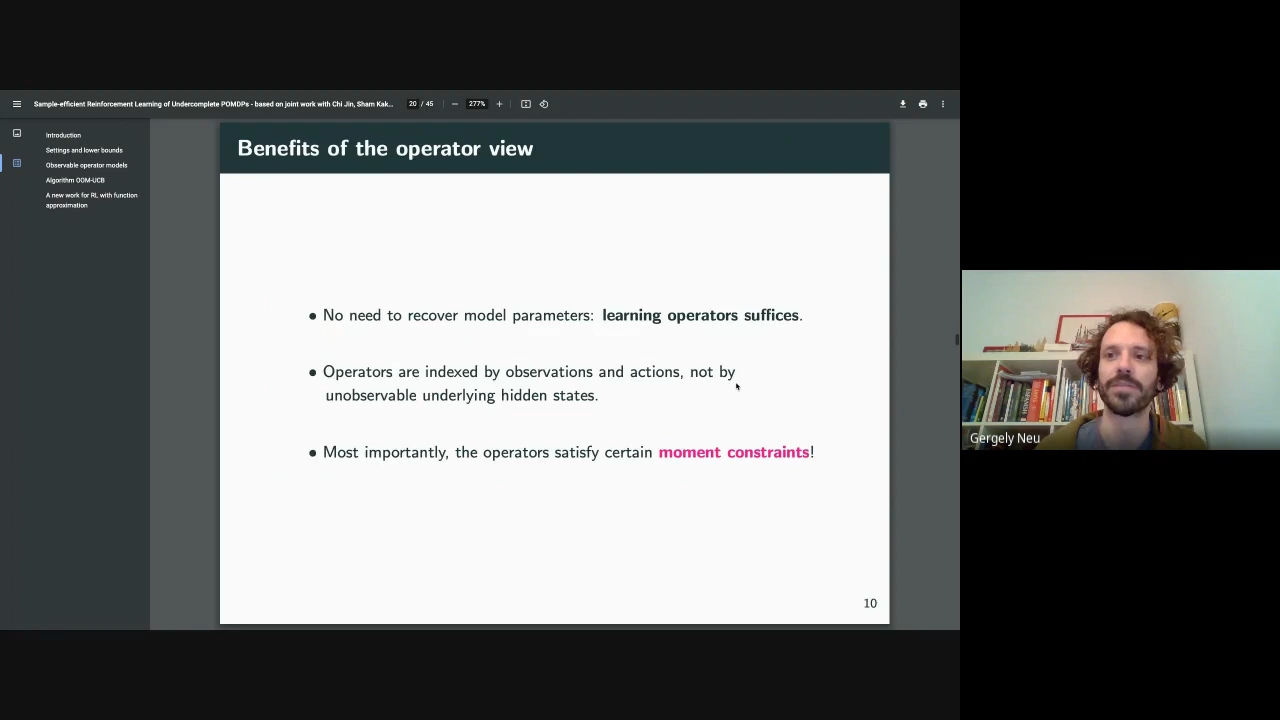 Sample-efficient Reinforcement Learning of Undercomplete POMDPs - based on joint work with Chi Jin, Sham Kak...
20 / 45
277%
Introduction
Settings and lower bounds
Observable operator models
Algorithm OOM-UCB
A new work for RL with function
approximation
Benefits of the operator view
• No need to recover model parameters: learning operators suffices.
• Operators are indexed by observations and actions, not by
unobservable underlying hidden states.
• Most importantly, the operators satisfy certain moment constraints!
10
Gergely Neu